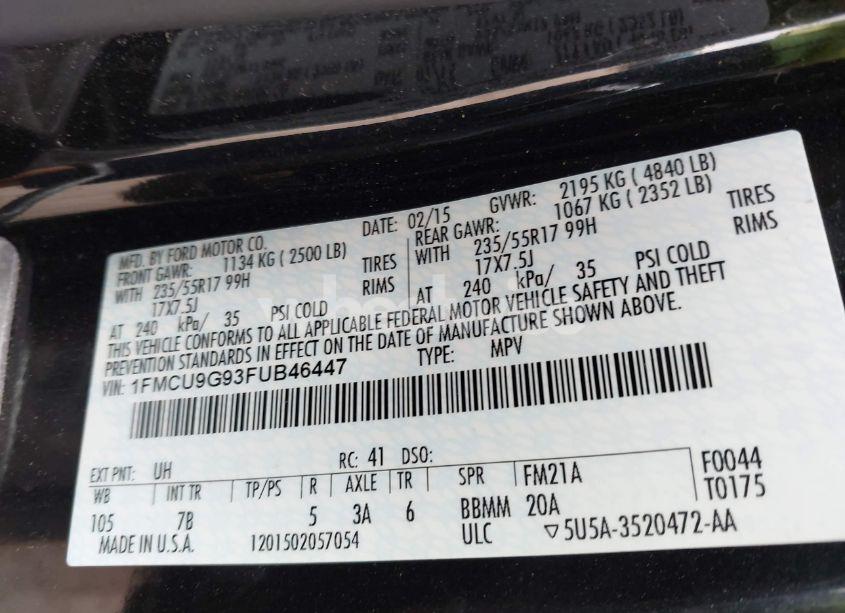 MFD. BY FORD MOTOR CO.
DATE: 02/15 GVWR: 2195 KG ( 4840 LB)
FRONT GAWR: 1134 KG ( 2500 LB)
WITH 235/55R17 99H TIRES
17X7.5J RIMS
AT 240 kPa/ 35 PSI COLD
REAR GAWR: 1067 KG ( 2352 LB)
WITH 235/55R17 99H TIRES
17X7.5J RIMS
AT 240 kPa/ 35 PSI COLD
THIS VEHICLE CONFORMS TO ALL APPLICABLE FEDERAL MOTOR VEHICLE SAFETY AND THEFT
PREVENTION STANDARDS IN EFFECT ON THE DATE OF MANUFACTURE SHOWN ABOVE.
VIN: 1FMCU9G93FUB46447 TYPE: MPV
EXT PNT: UH RC: 41 DSO:
WB INT TR TP/PS R AXLE TR SPR FM21A F0044
105 7B 5 3A 6 BBMM 20A T0175
MADE IN U.S.A. 1201502057054 ULC ▽5U5A-3520472-AA